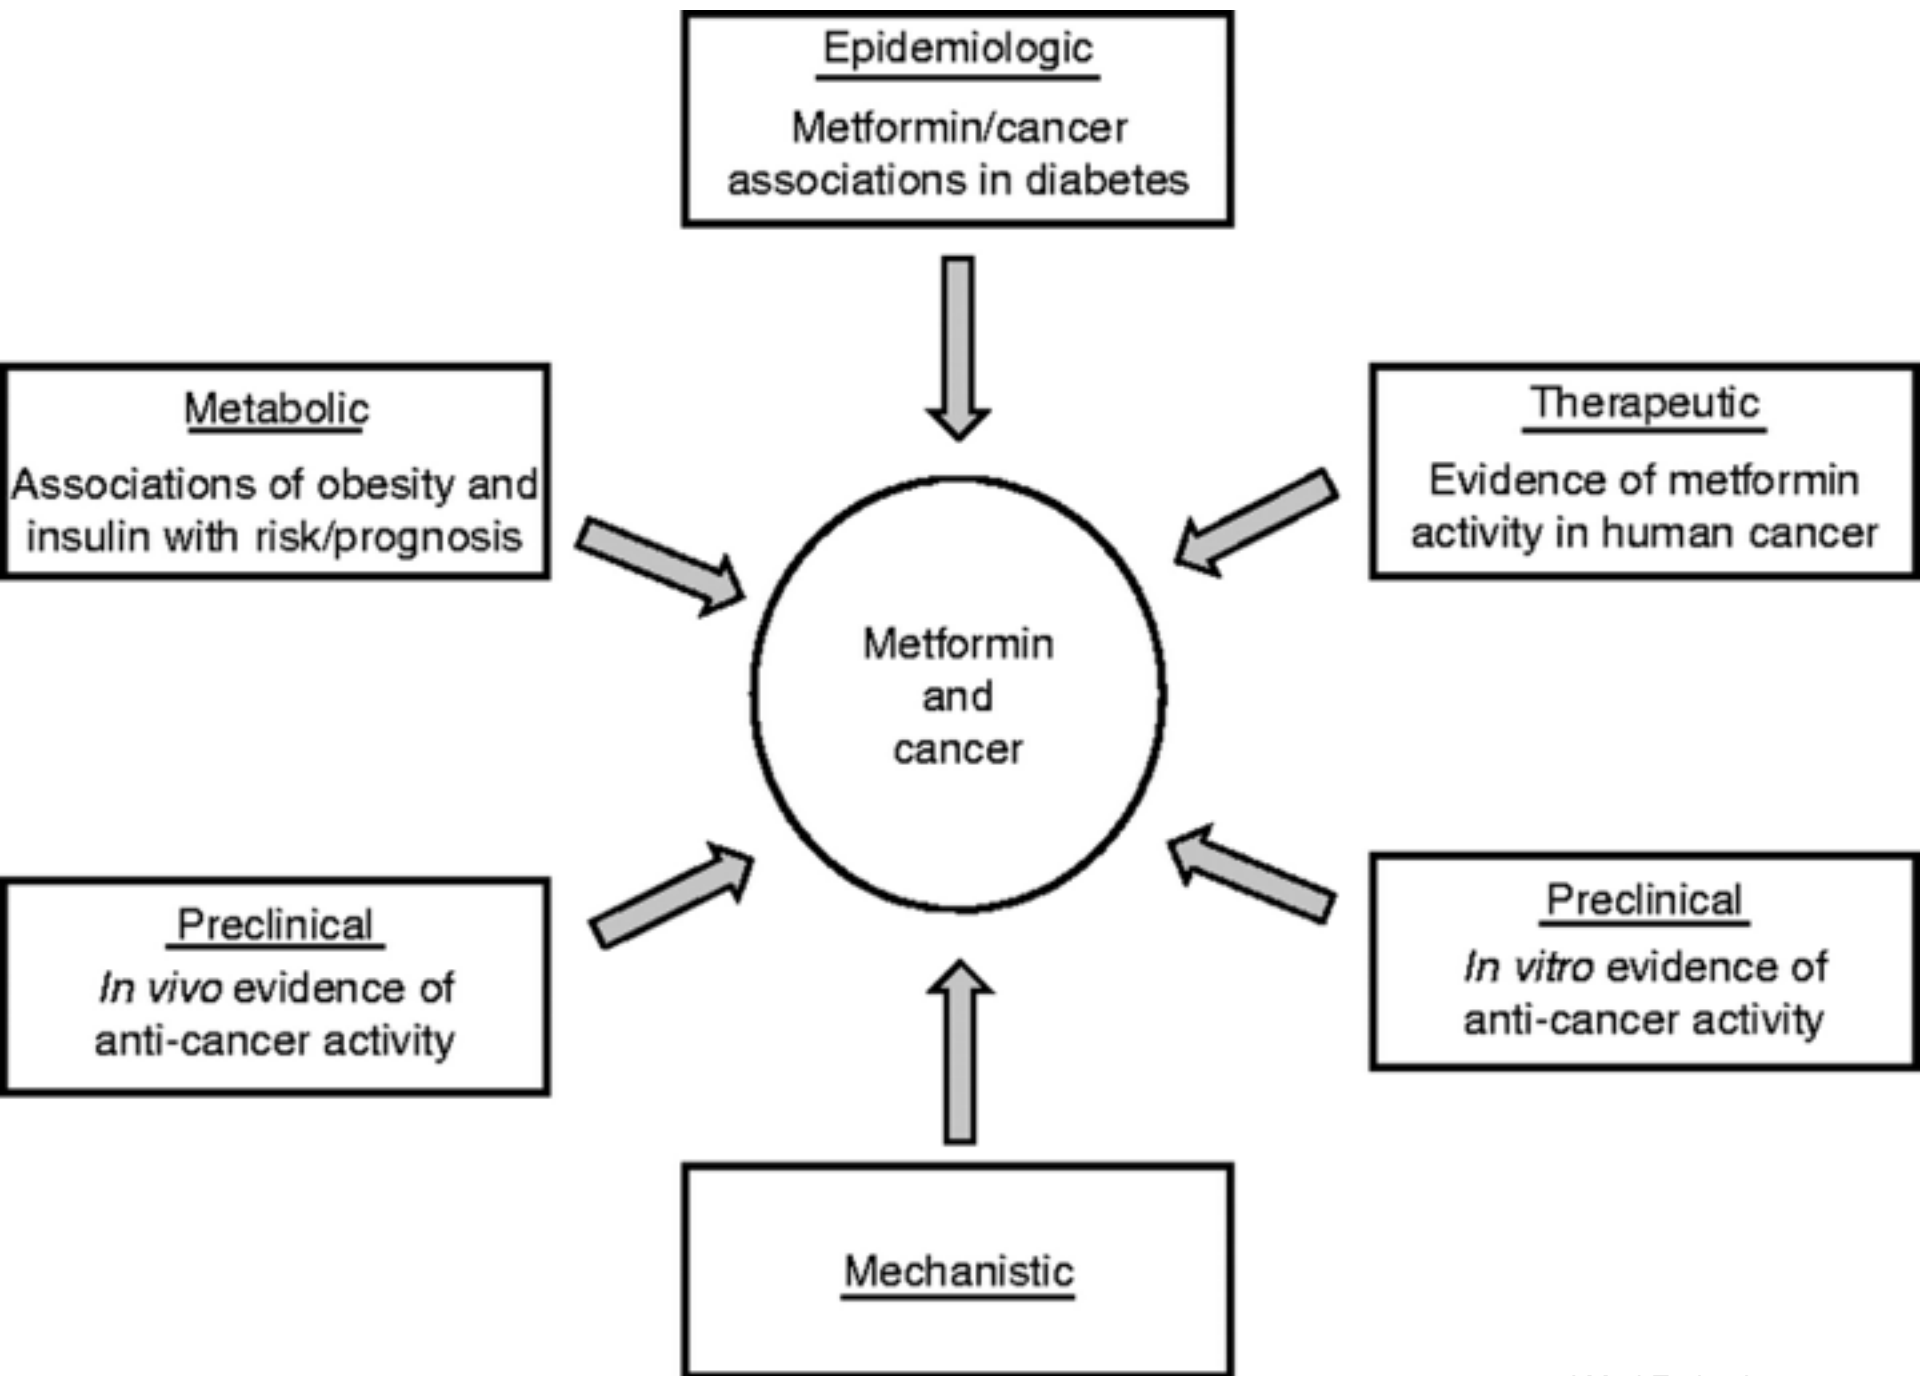 Epidemiologic
Metformin/cancer
associations in diabetes
Metabolic
Associations of obesity and
insulin with risk/prognosis
Therapeutic
Evidence of metformin
activity in human cancer
Metformin
and
cancer
Preclinical
In vivo evidence of
anti-cancer activity
Preclinical
In vitro evidence of
anti-cancer activity
Mechanistic